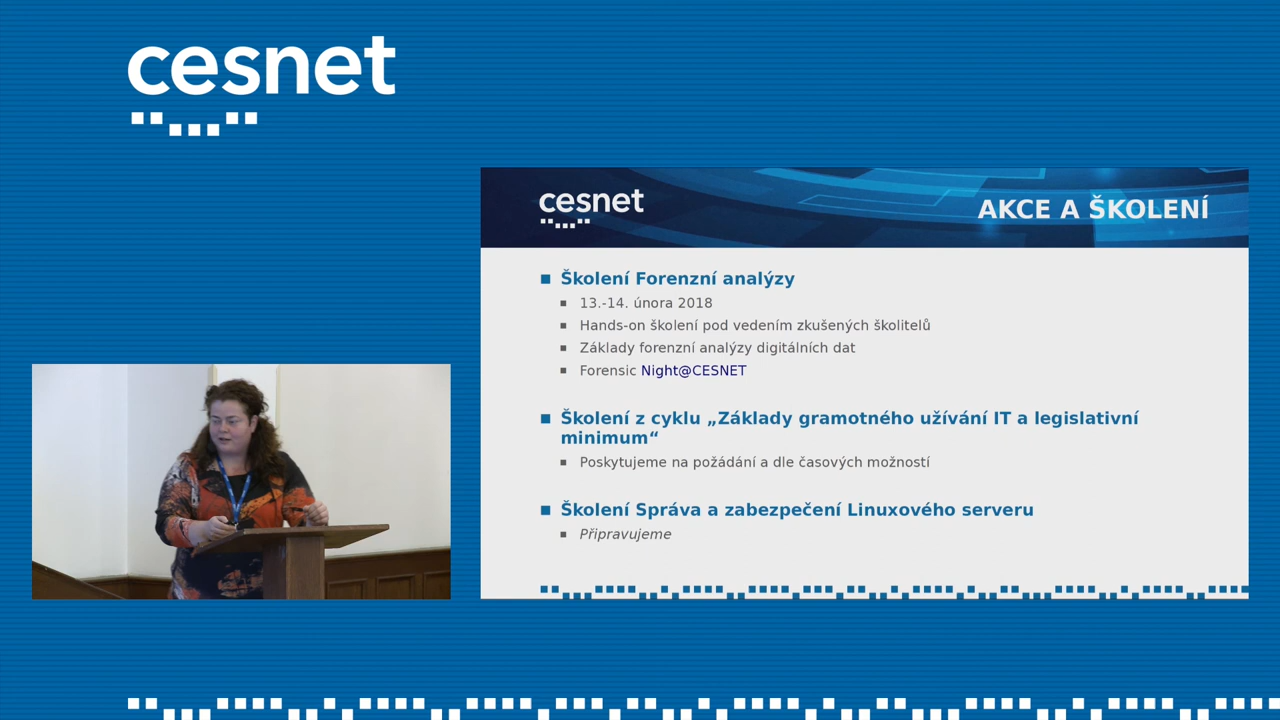 cesnet
cesnet
AKCE A ŠKOLENÍ
Školení Forenzní analýzy
13.-14. února 2018
Hands-on školení pod vedením zkušených školitelů
Základy forenzní analýzy digitálních dat
Forensic Night@CESNET
Školení z cyklu „Základy gramotného užívání IT a legislativní
minimum“
Poskytujeme na požádání a dle časových možností
Školení Správa a zabezpečení Linuxového serveru
Připravujeme